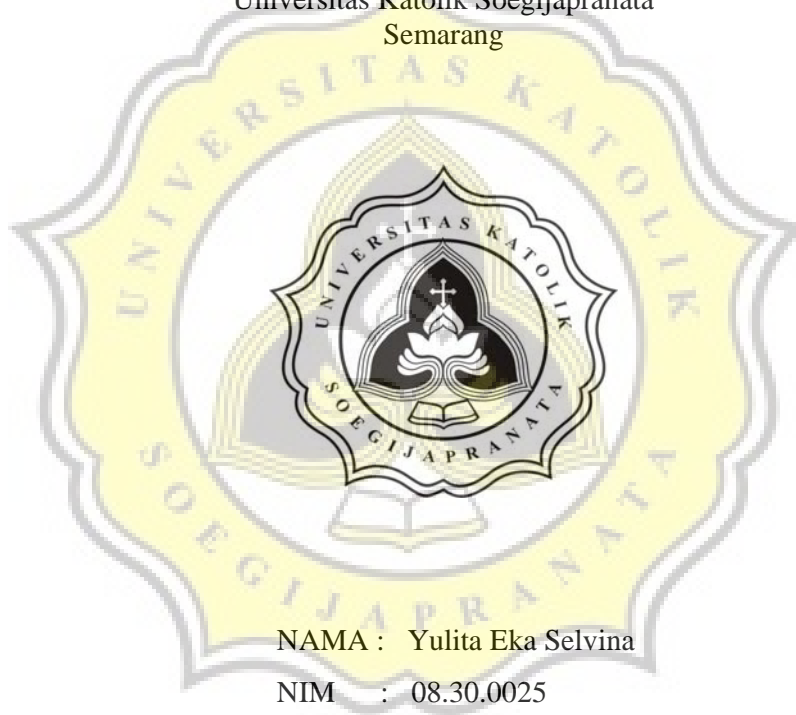 Universitas Katolik Soegijapranata
Semarang
UNIVERSITAS KATOLIK
SOEGIJAPRANATA
UNIVERSITAS KATOLIK
SOEGIJAPRANATA
NAMA : Yulita Eka Selvina
NIM : 08.30.0025